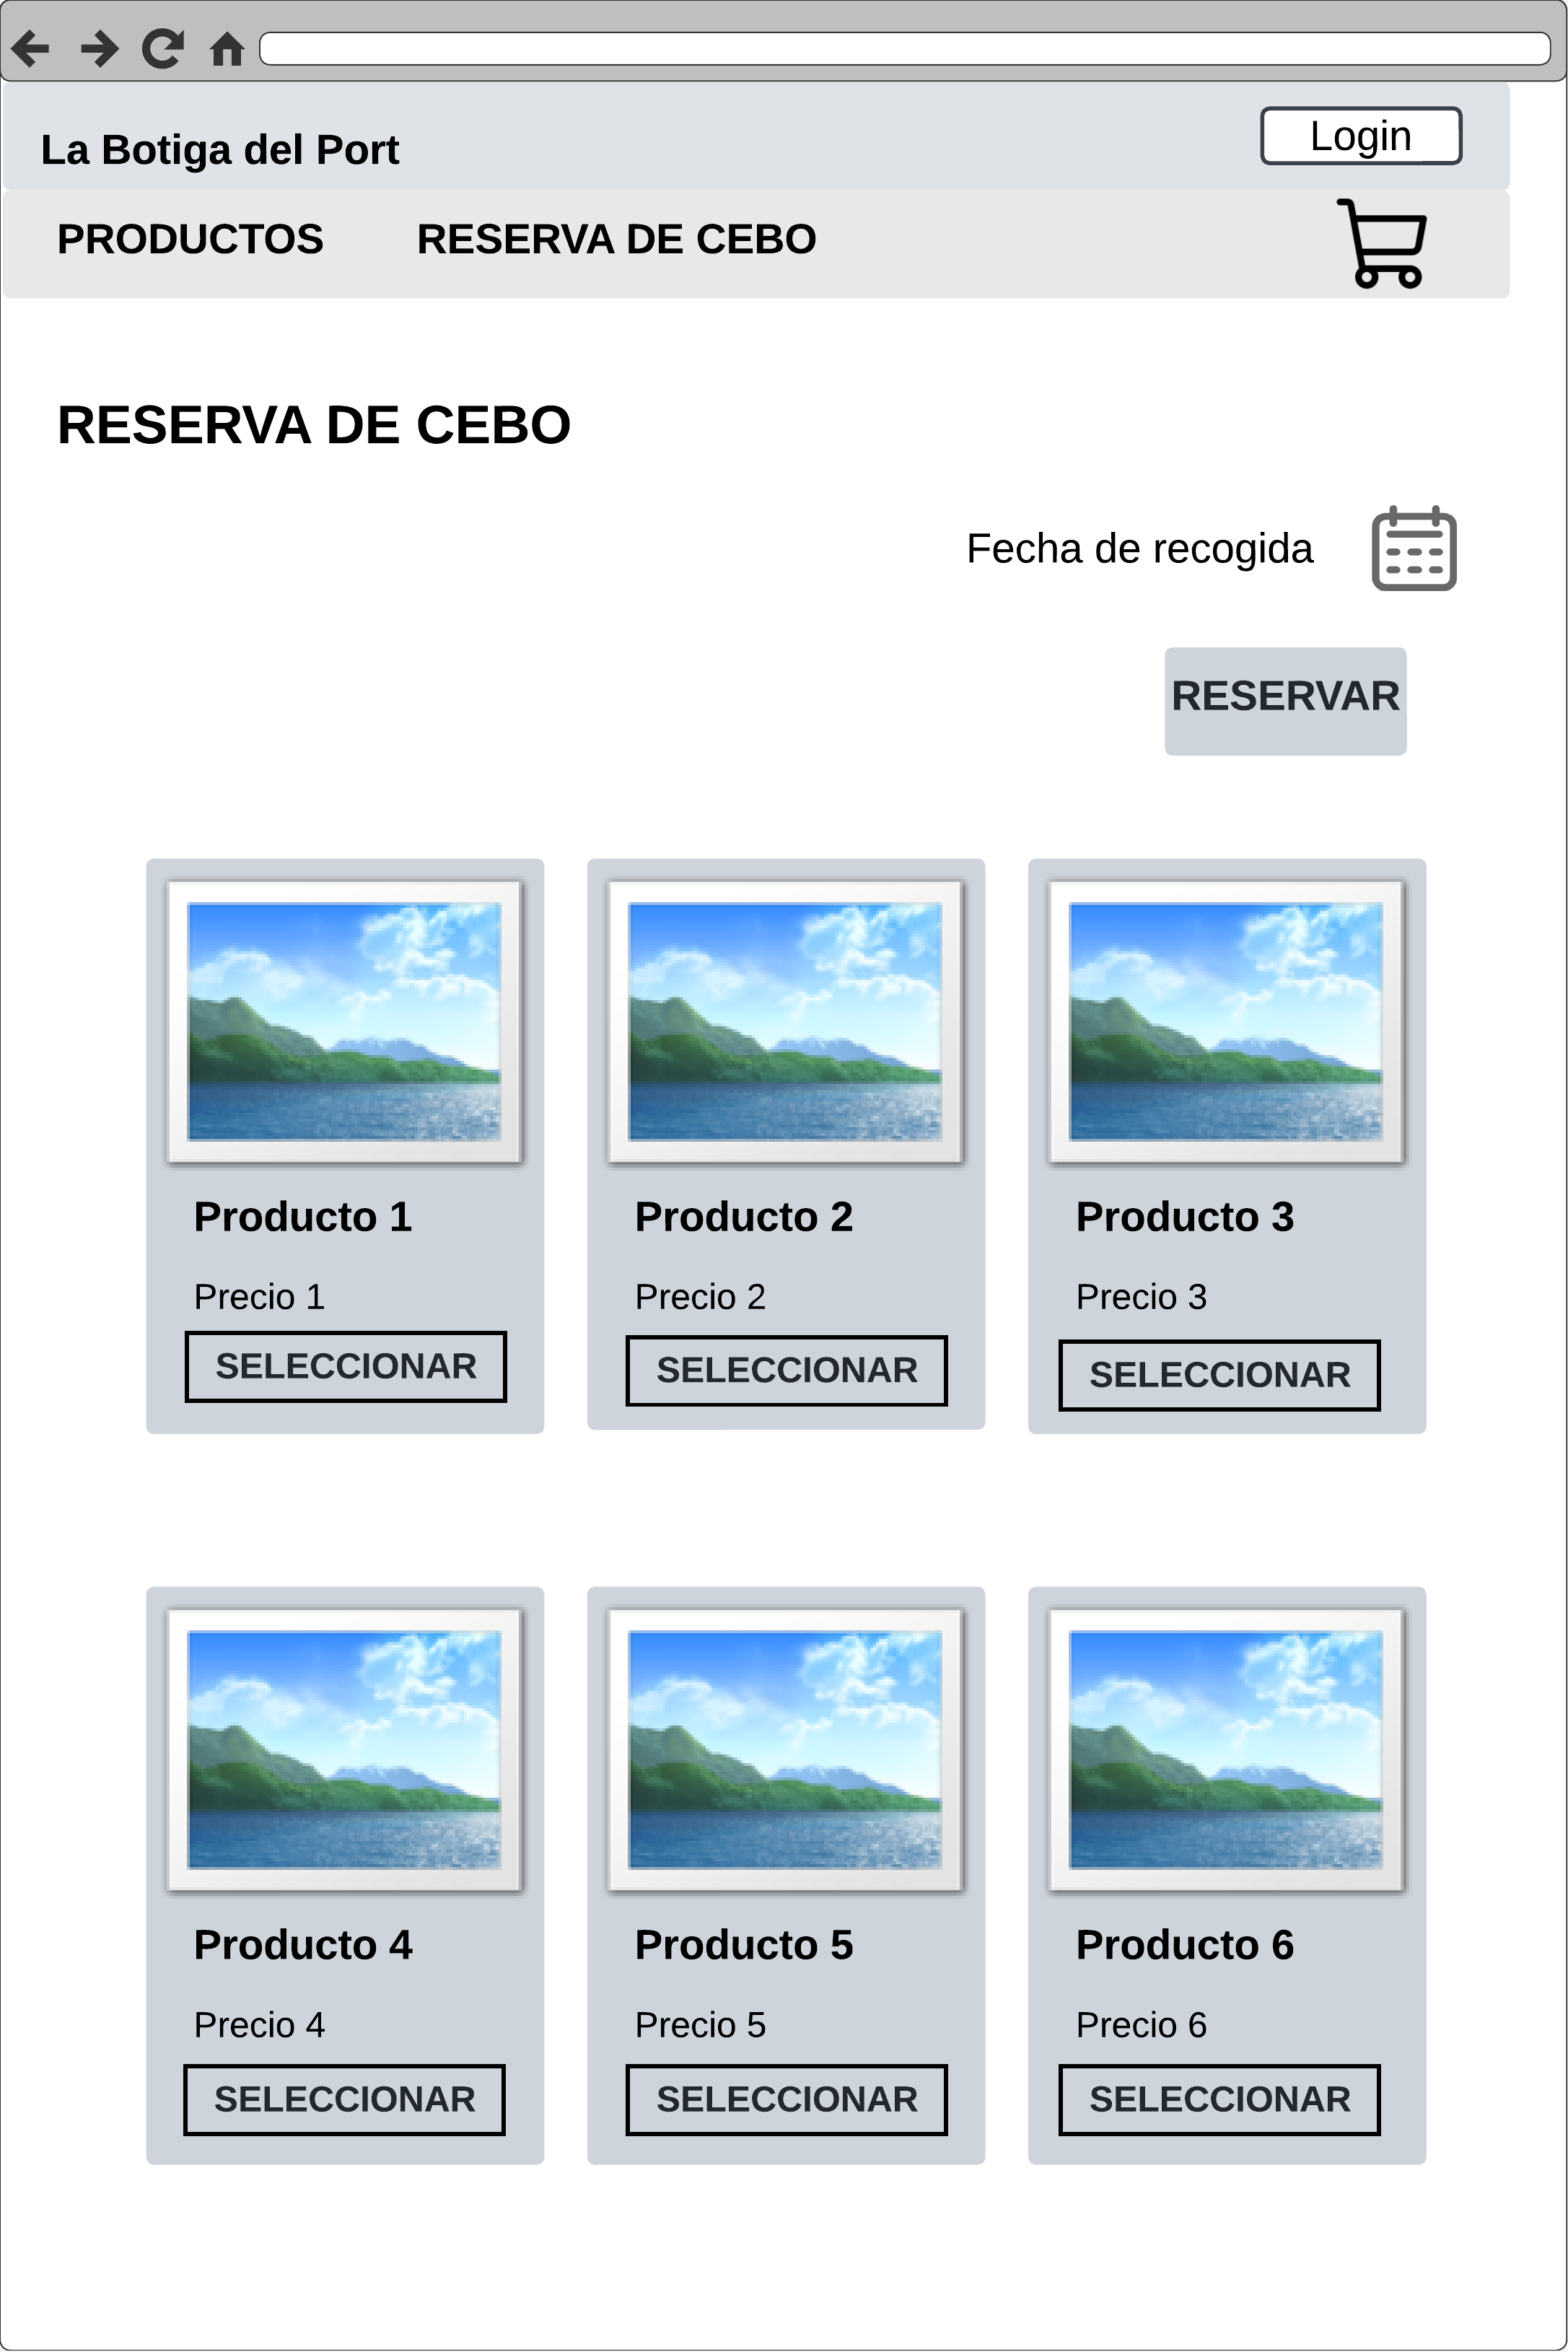 La Botiga del Port
Login
PRODUCTOS
RESERVA DE CEBO
RESERVA DE CEBO
Fecha de recogida
RESERVAR
Producto 1
Precio 1
SELECCIONAR
Producto 2
Precio 2
SELECCIONAR
Producto 3
Precio 3
SELECCIONAR
Producto 4
Precio 4
SELECCIONAR
Producto 5
Precio 5
SELECCIONAR
Producto 6
Precio 6
SELECCIONAR